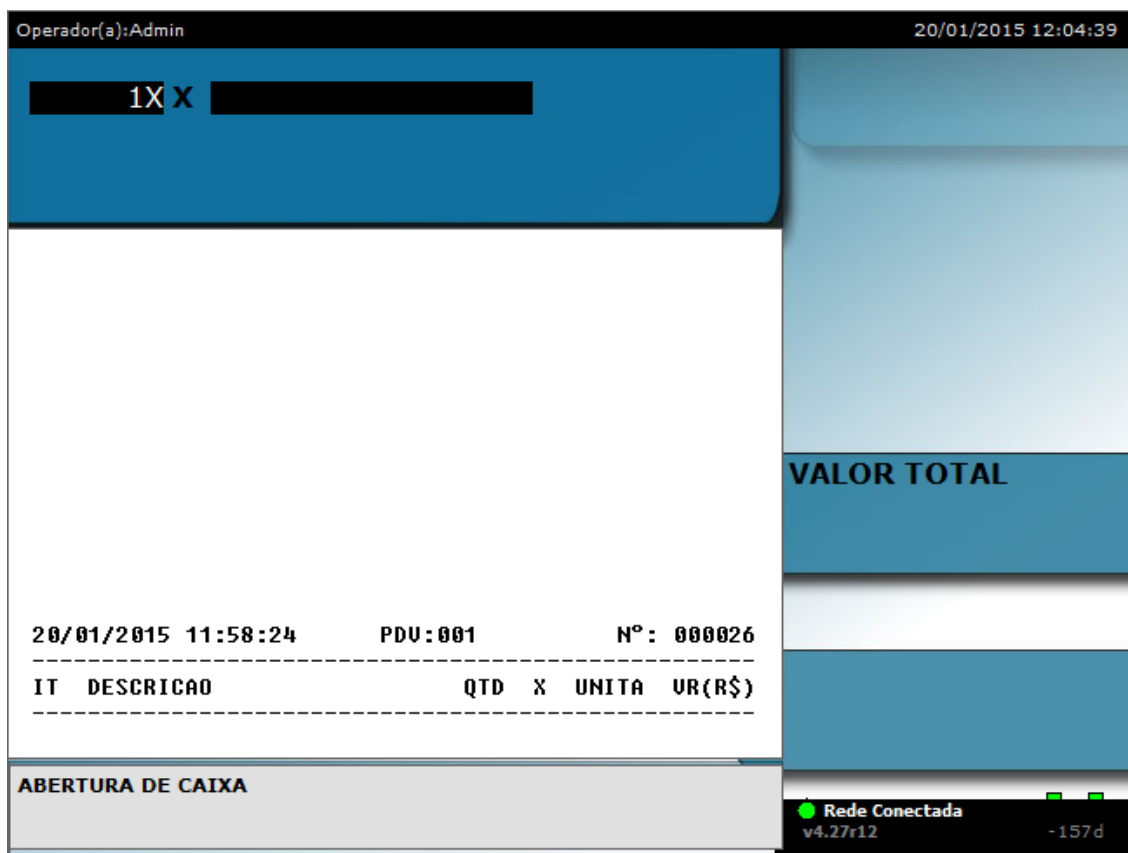 Operador(a):Admin 20/01/2015 12:04:39
1X X
VALOR TOTAL
20/01/2015 11:58:24 PDV:001 Nº: 000026
------------------------------------------------------
IT DESCRICAO QTD X UNITA VR(R$)
------------------------------------------------------
ABERTURA DE CAIXA
Rede Conectada
v4.27r12 -157d